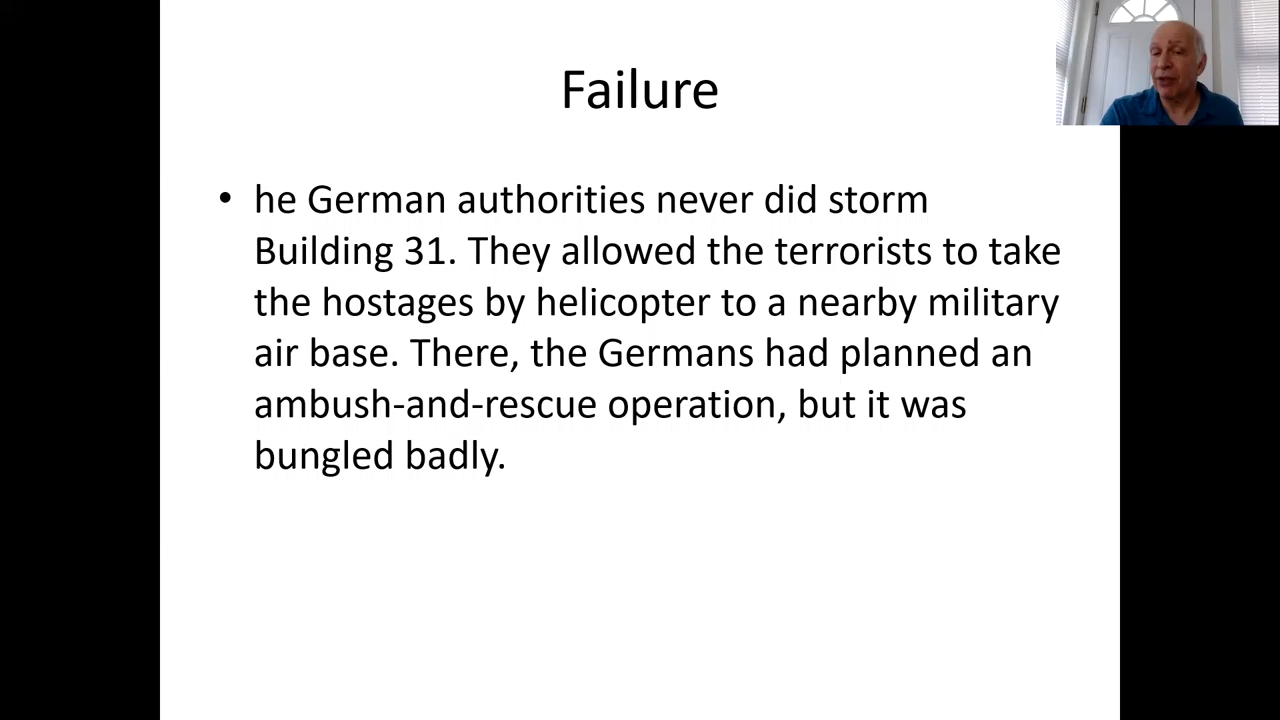 Failure
• he German authorities never did storm
Building 31. They allowed the terrorists to take
the hostages by helicopter to a nearby military
air base. There, the Germans had planned an
ambush-and-rescue operation, but it was
bungled badly.